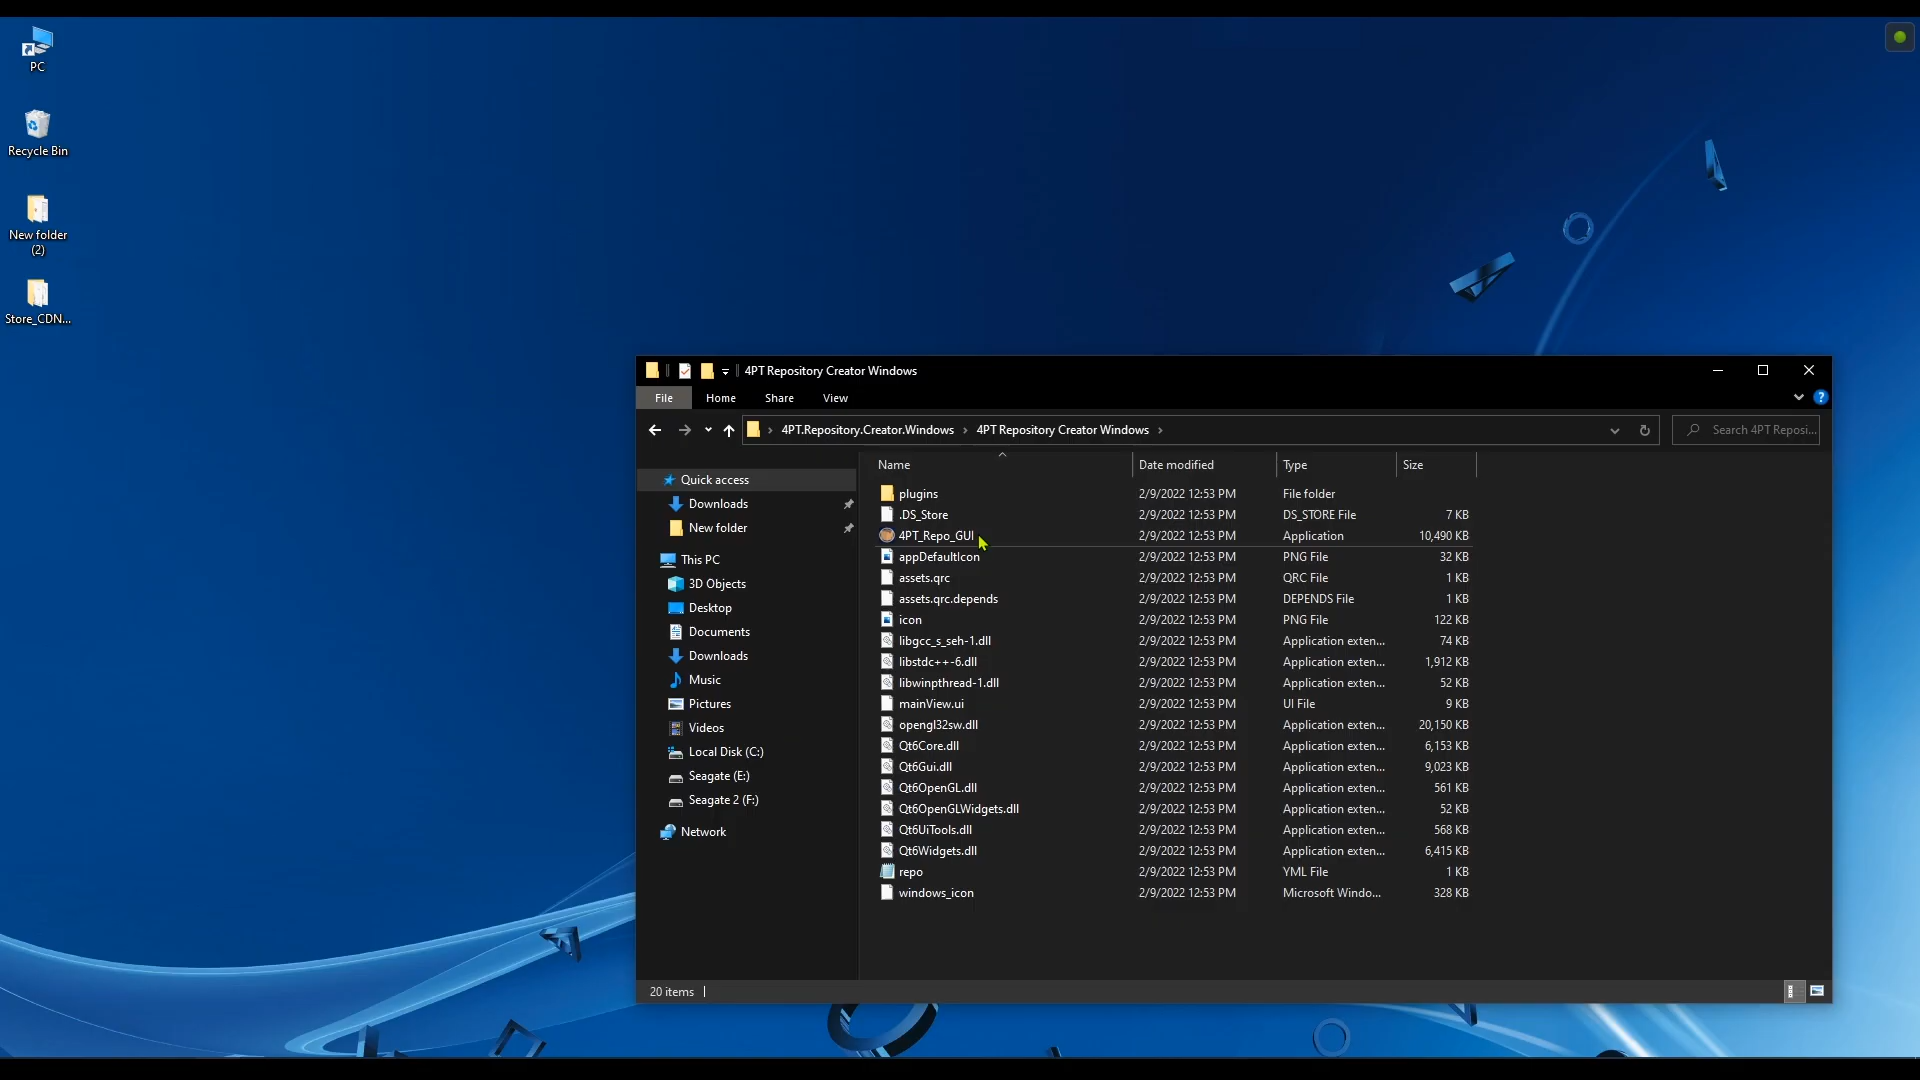 PC
Recycle Bin
New folder
(2)
Store_CDN...
4PT Repository Creator Windows
File Home Share View
4PT.Repository.Creator.Windows 4PT Repository Creator Windows
Search 4PT Reposi...
Quick access
Downloads
New folder
This PC
3D Objects
Desktop
Documents
Downloads
Music
Pictures
Videos
Local Disk (C:)
Seagate (E:)
Seagate 2 (F:)
Network
Name Date modified Type Size
plugins 2/9/2022 12:53 PM File folder
.DS_Store 2/9/2022 12:53 PM DS_STORE File 7 KB
4PT_Repo_GUI 2/9/2022 12:53 PM Application 10,490 KB
appDefaultIcon 2/9/2022 12:53 PM PNG File 32 KB
assets.qrc 2/9/2022 12:53 PM QRC File 1 KB
assets.qrc.depends 2/9/2022 12:53 PM DEPENDS File 1 KB
icon 2/9/2022 12:53 PM PNG File 122 KB
libgcc_s_seh-1.dll 2/9/2022 12:53 PM Application exten... 74 KB
libstdc++-6.dll 2/9/2022 12:53 PM Application exten... 1,912 KB
libwinpthread-1.dll 2/9/2022 12:53 PM Application exten... 52 KB
mainView.ui 2/9/2022 12:53 PM UI File 9 KB
opengl32sw.dll 2/9/2022 12:53 PM Application exten... 20,150 KB
Qt6Core.dll 2/9/2022 12:53 PM Application exten... 6,153 KB
Qt6Gui.dll 2/9/2022 12:53 PM Application exten... 9,023 KB
Qt6OpenGL.dll 2/9/2022 12:53 PM Application exten... 561 KB
Qt6OpenGLWidgets.dll 2/9/2022 12:53 PM Application exten... 52 KB
Qt6UiTools.dll 2/9/2022 12:53 PM Application exten... 568 KB
Qt6Widgets.dll 2/9/2022 12:53 PM Application exten... 6,415 KB
repo 2/9/2022 12:53 PM YML File 1 KB
windows_icon 2/9/2022 12:53 PM Microsoft Windo... 328 KB
20 items